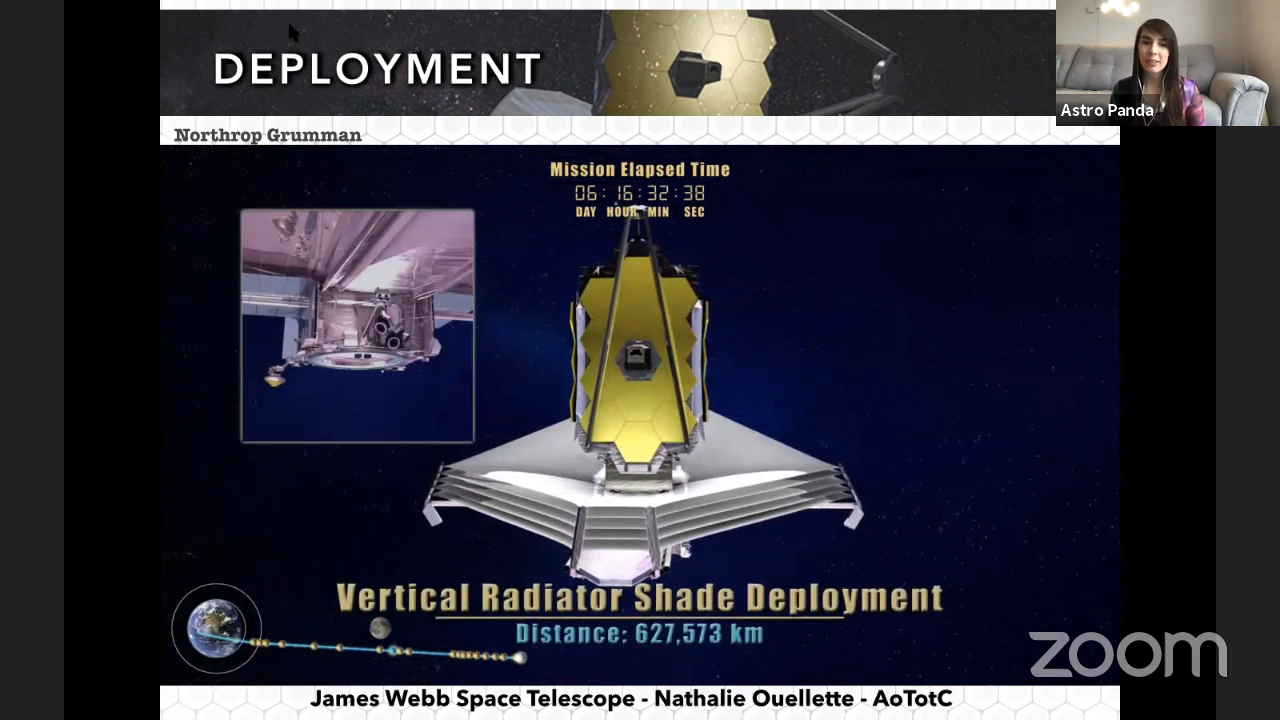 DEPLOYMENT
Astro Panda
Northrop Grumman
Mission Elapsed Time
06:16:32:38
DAY HOUR MIN SEC
Vertical Radiator Shade Deployment
Distance: 627,573 km
zoom
James Webb Space Telescope - Nathalie Ouellette - AoTotC